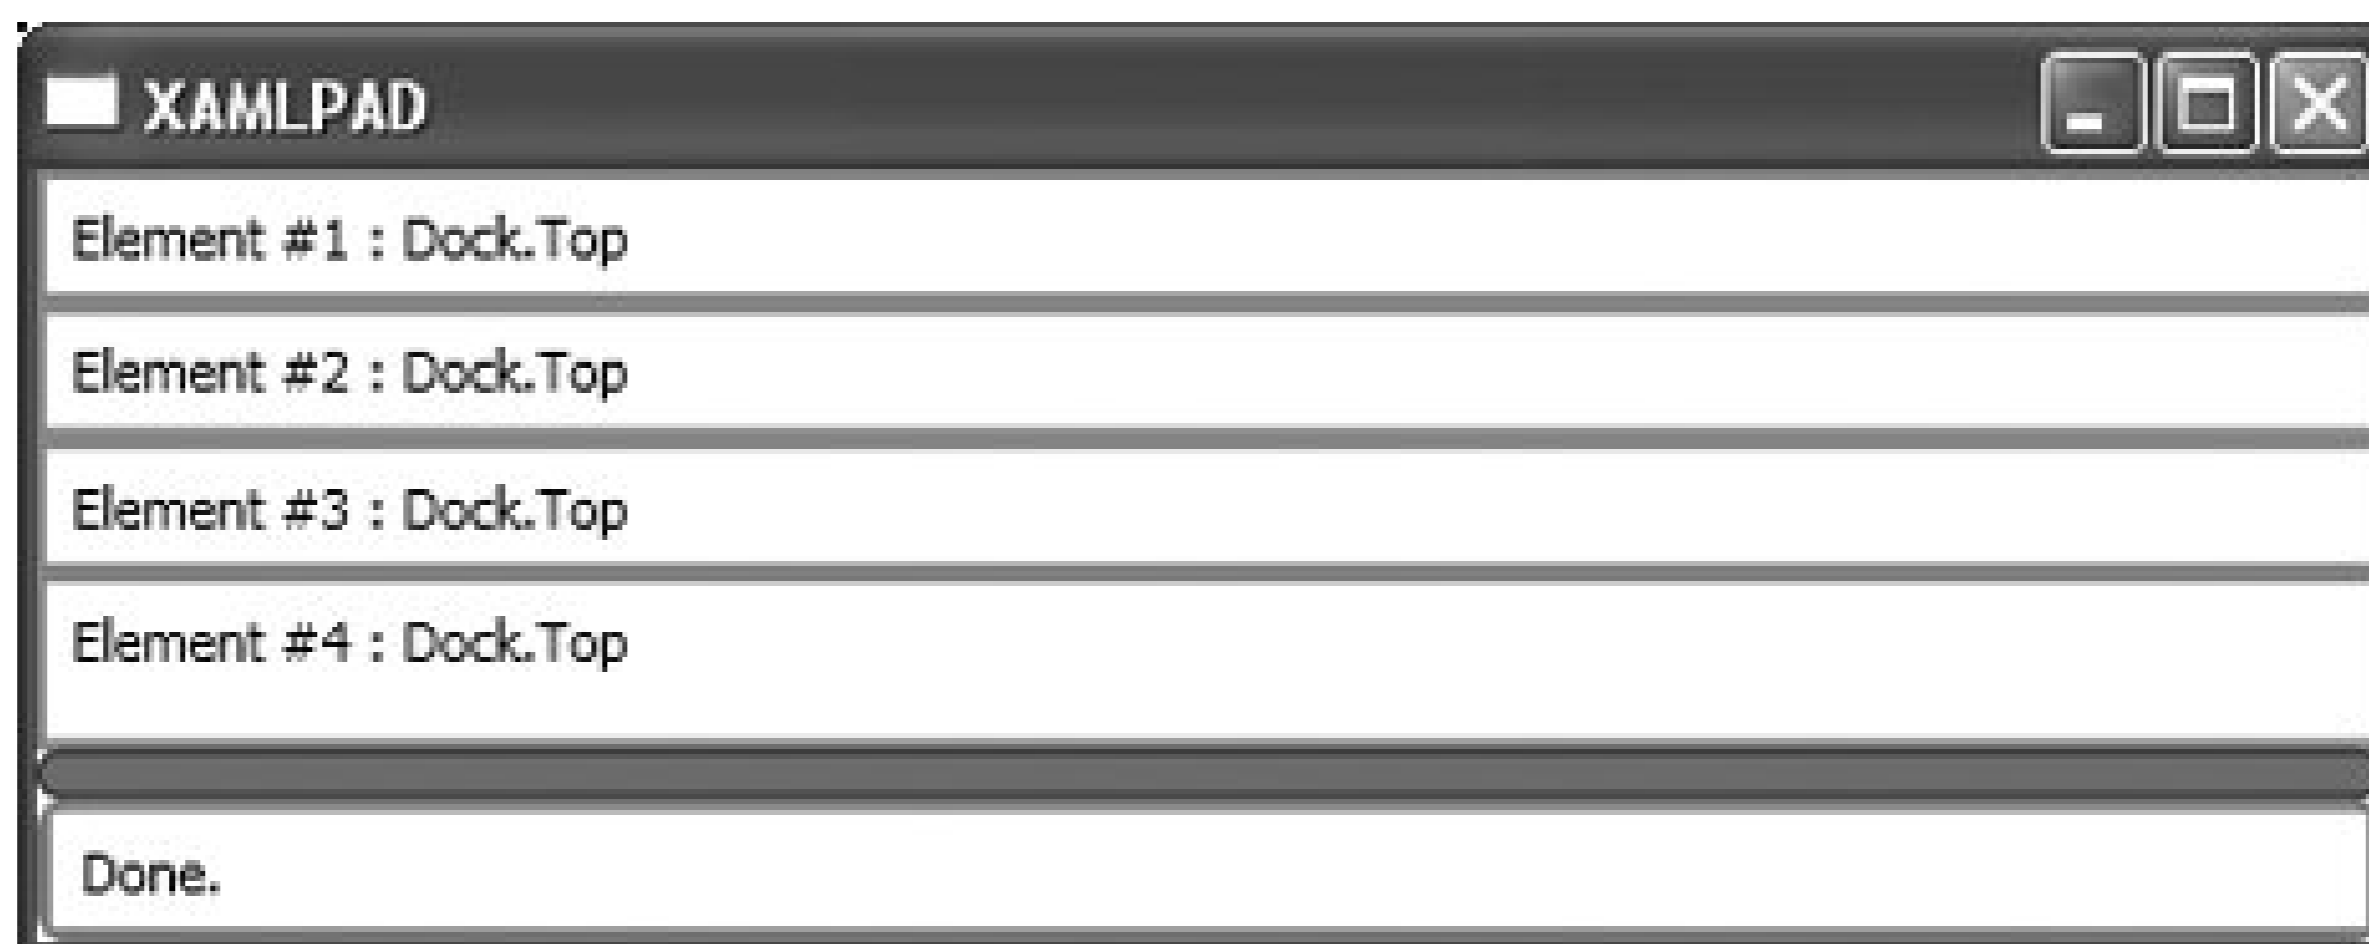 XAMLPAD
Element #1 : Dock.Top
Element #2 : Dock.Top
Element #3 : Dock.Top
Element #4 : Dock.Top
Done.